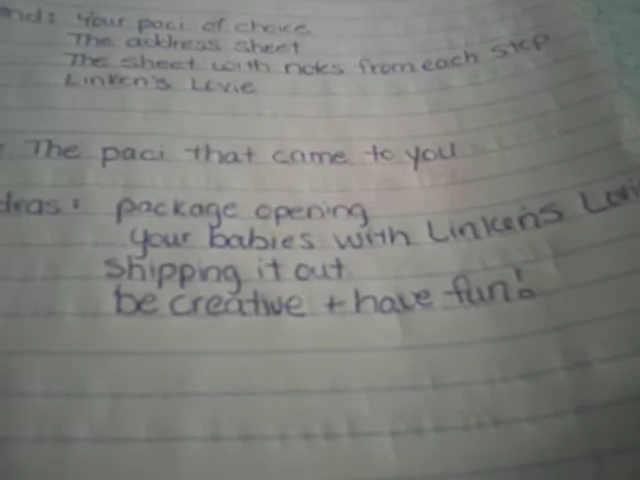 nd: Your paci of choice
The address sheet
The sheet with notes from each stop
Linken's Lovie
: The paci that came to you
deas: package opening
your babies with Linken's Lovi
shipping it out
be creative + have fun!